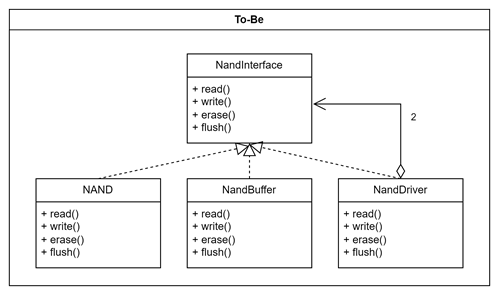 To-Be
NandInterface
+ read()
+ write()
+ erase()
+ flush()
2
NAND
+ read()
+ write()
+ erase()
+ flush()
NandBuffer
+ read()
+ write()
+ erase()
+ flush()
NandDriver
+ read()
+ write()
+ erase()
+ flush()